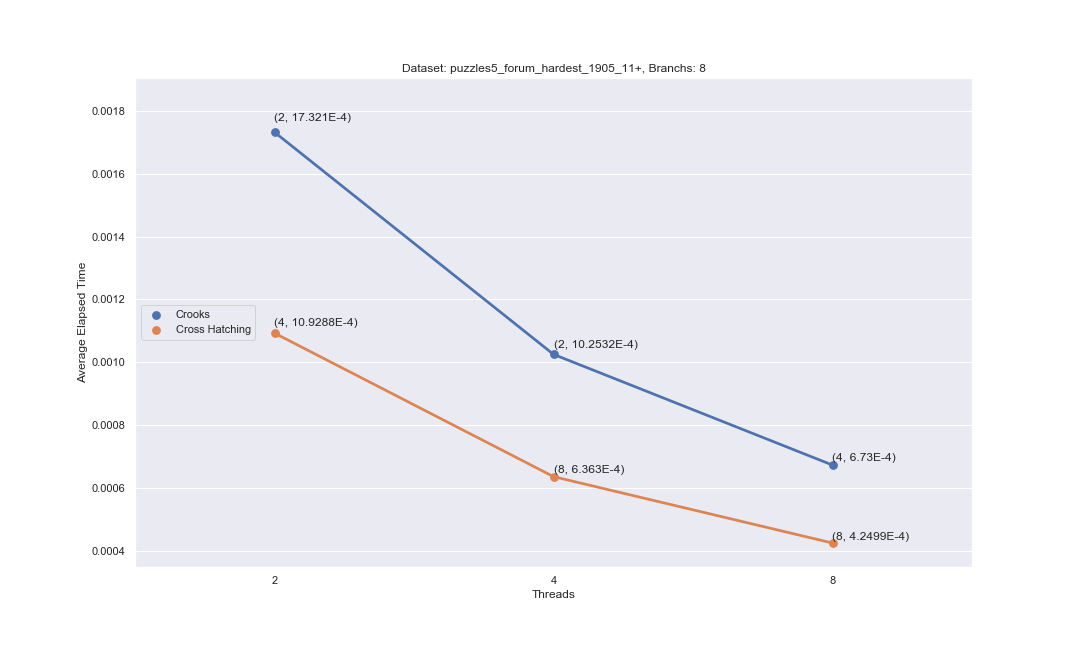 Dataset: puzzles5_forum_hardest_1905_11+, Branchs: 8
0.0018
0.0016
0.0014
0.0012
0.0010
0.0008
0.0006
0.0004
Average Elapsed Time
(2, 17.321E-4)
(4, 10.9288E-4)
(2, 10.2532E-4)
(8, 6.363E-4)
(4, 6.73E-4)
(8, 4.2499E-4)
Crooks
Cross Hatching
2 4 8
Threads